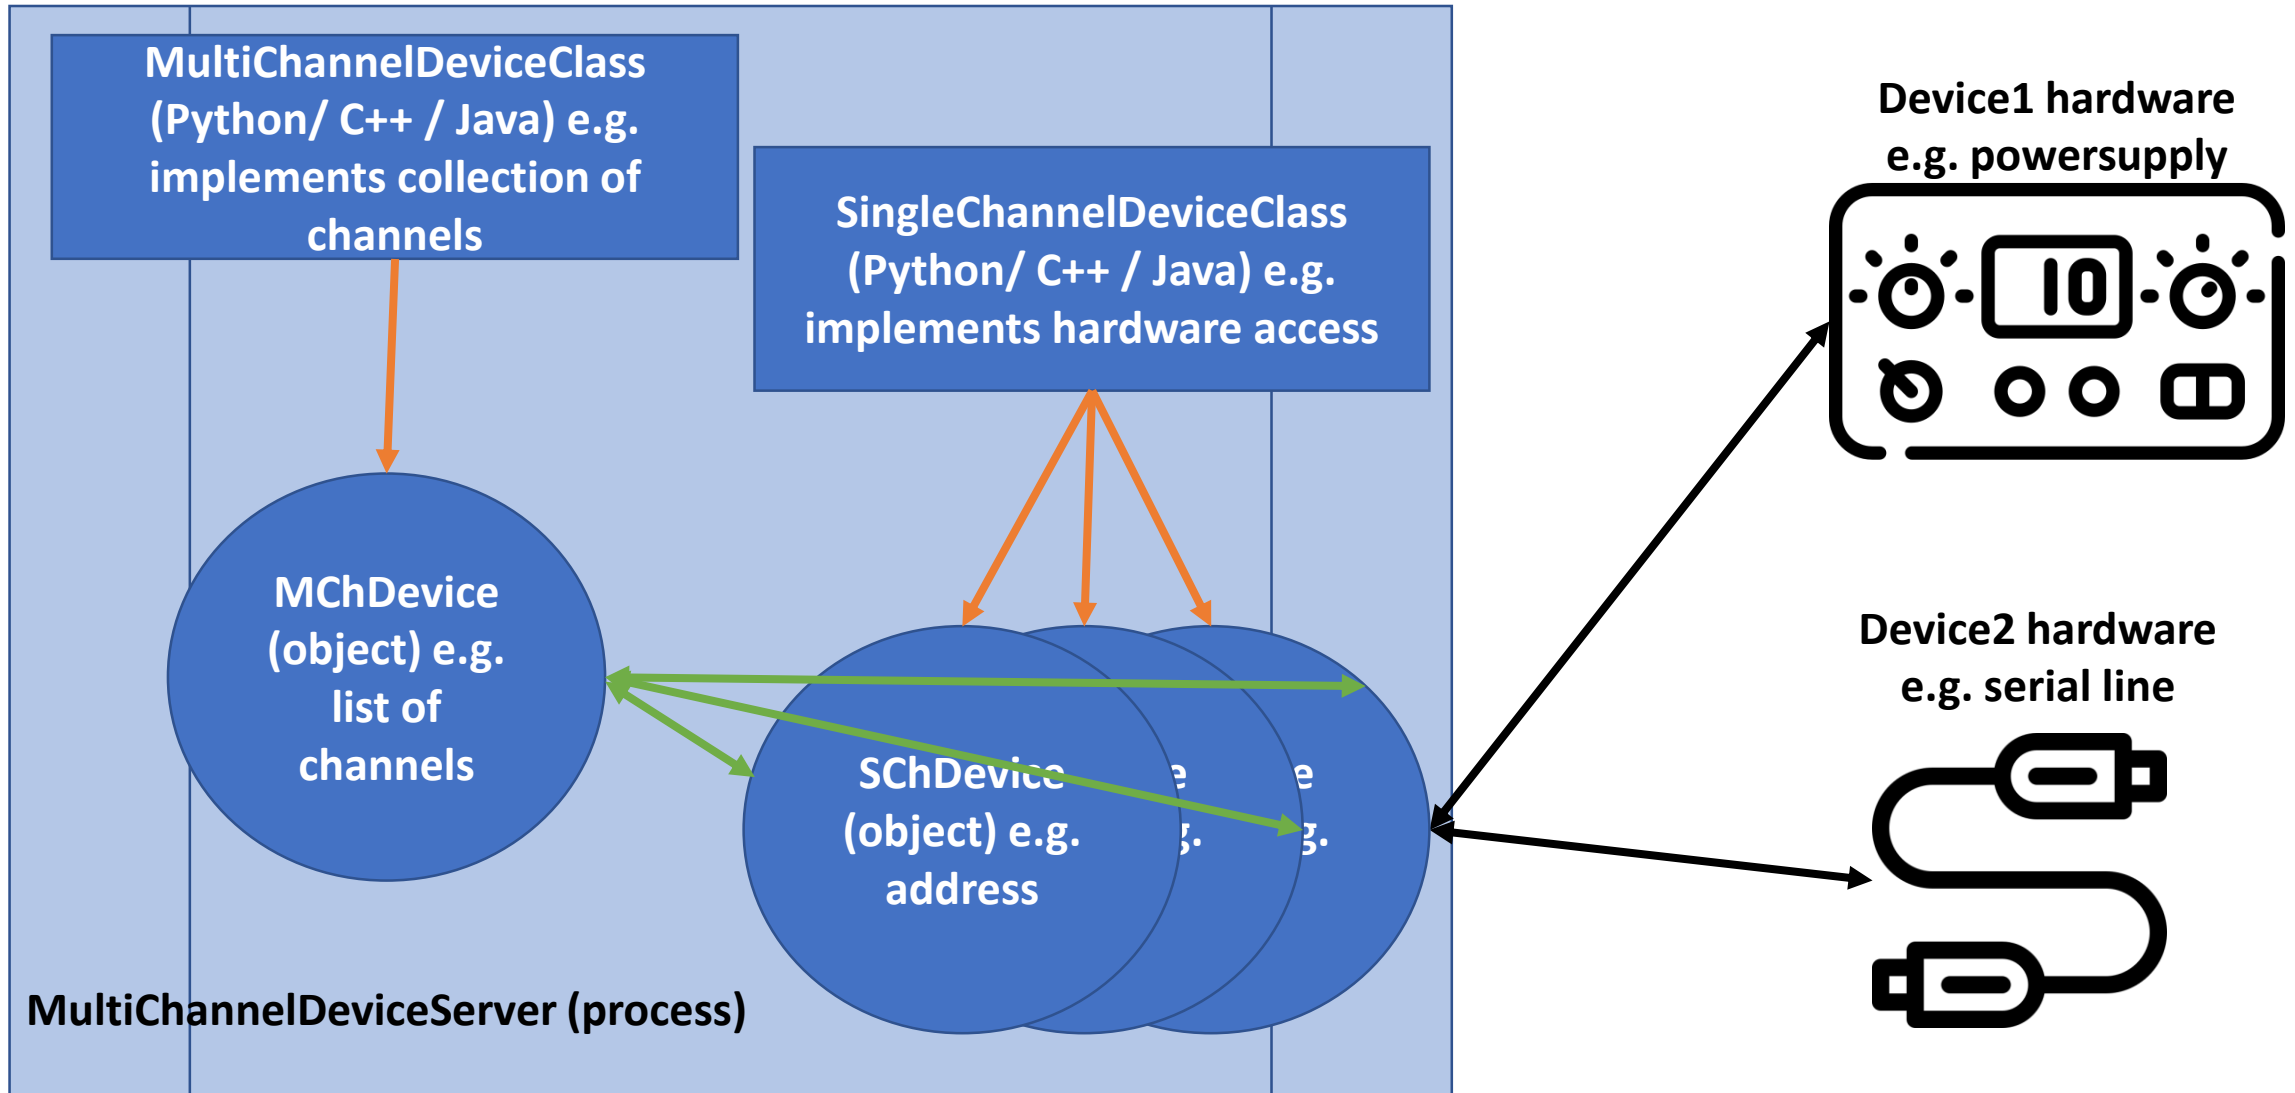 MultiChannelDeviceClass
(Python/ C++ / Java) e.g.
implements collection of
channels
SingleChannelDeviceClass
(Python/ C++ / Java) e.g.
implements hardware access
Device1 hardware
e.g. powersupply
10
MChDevice
(object) e.g.
list of
channels
SChDevice
(object) e.g.
address
e
g.
e
g.
Device2 hardware
e.g. serial line
MultiChannelDeviceServer (process)